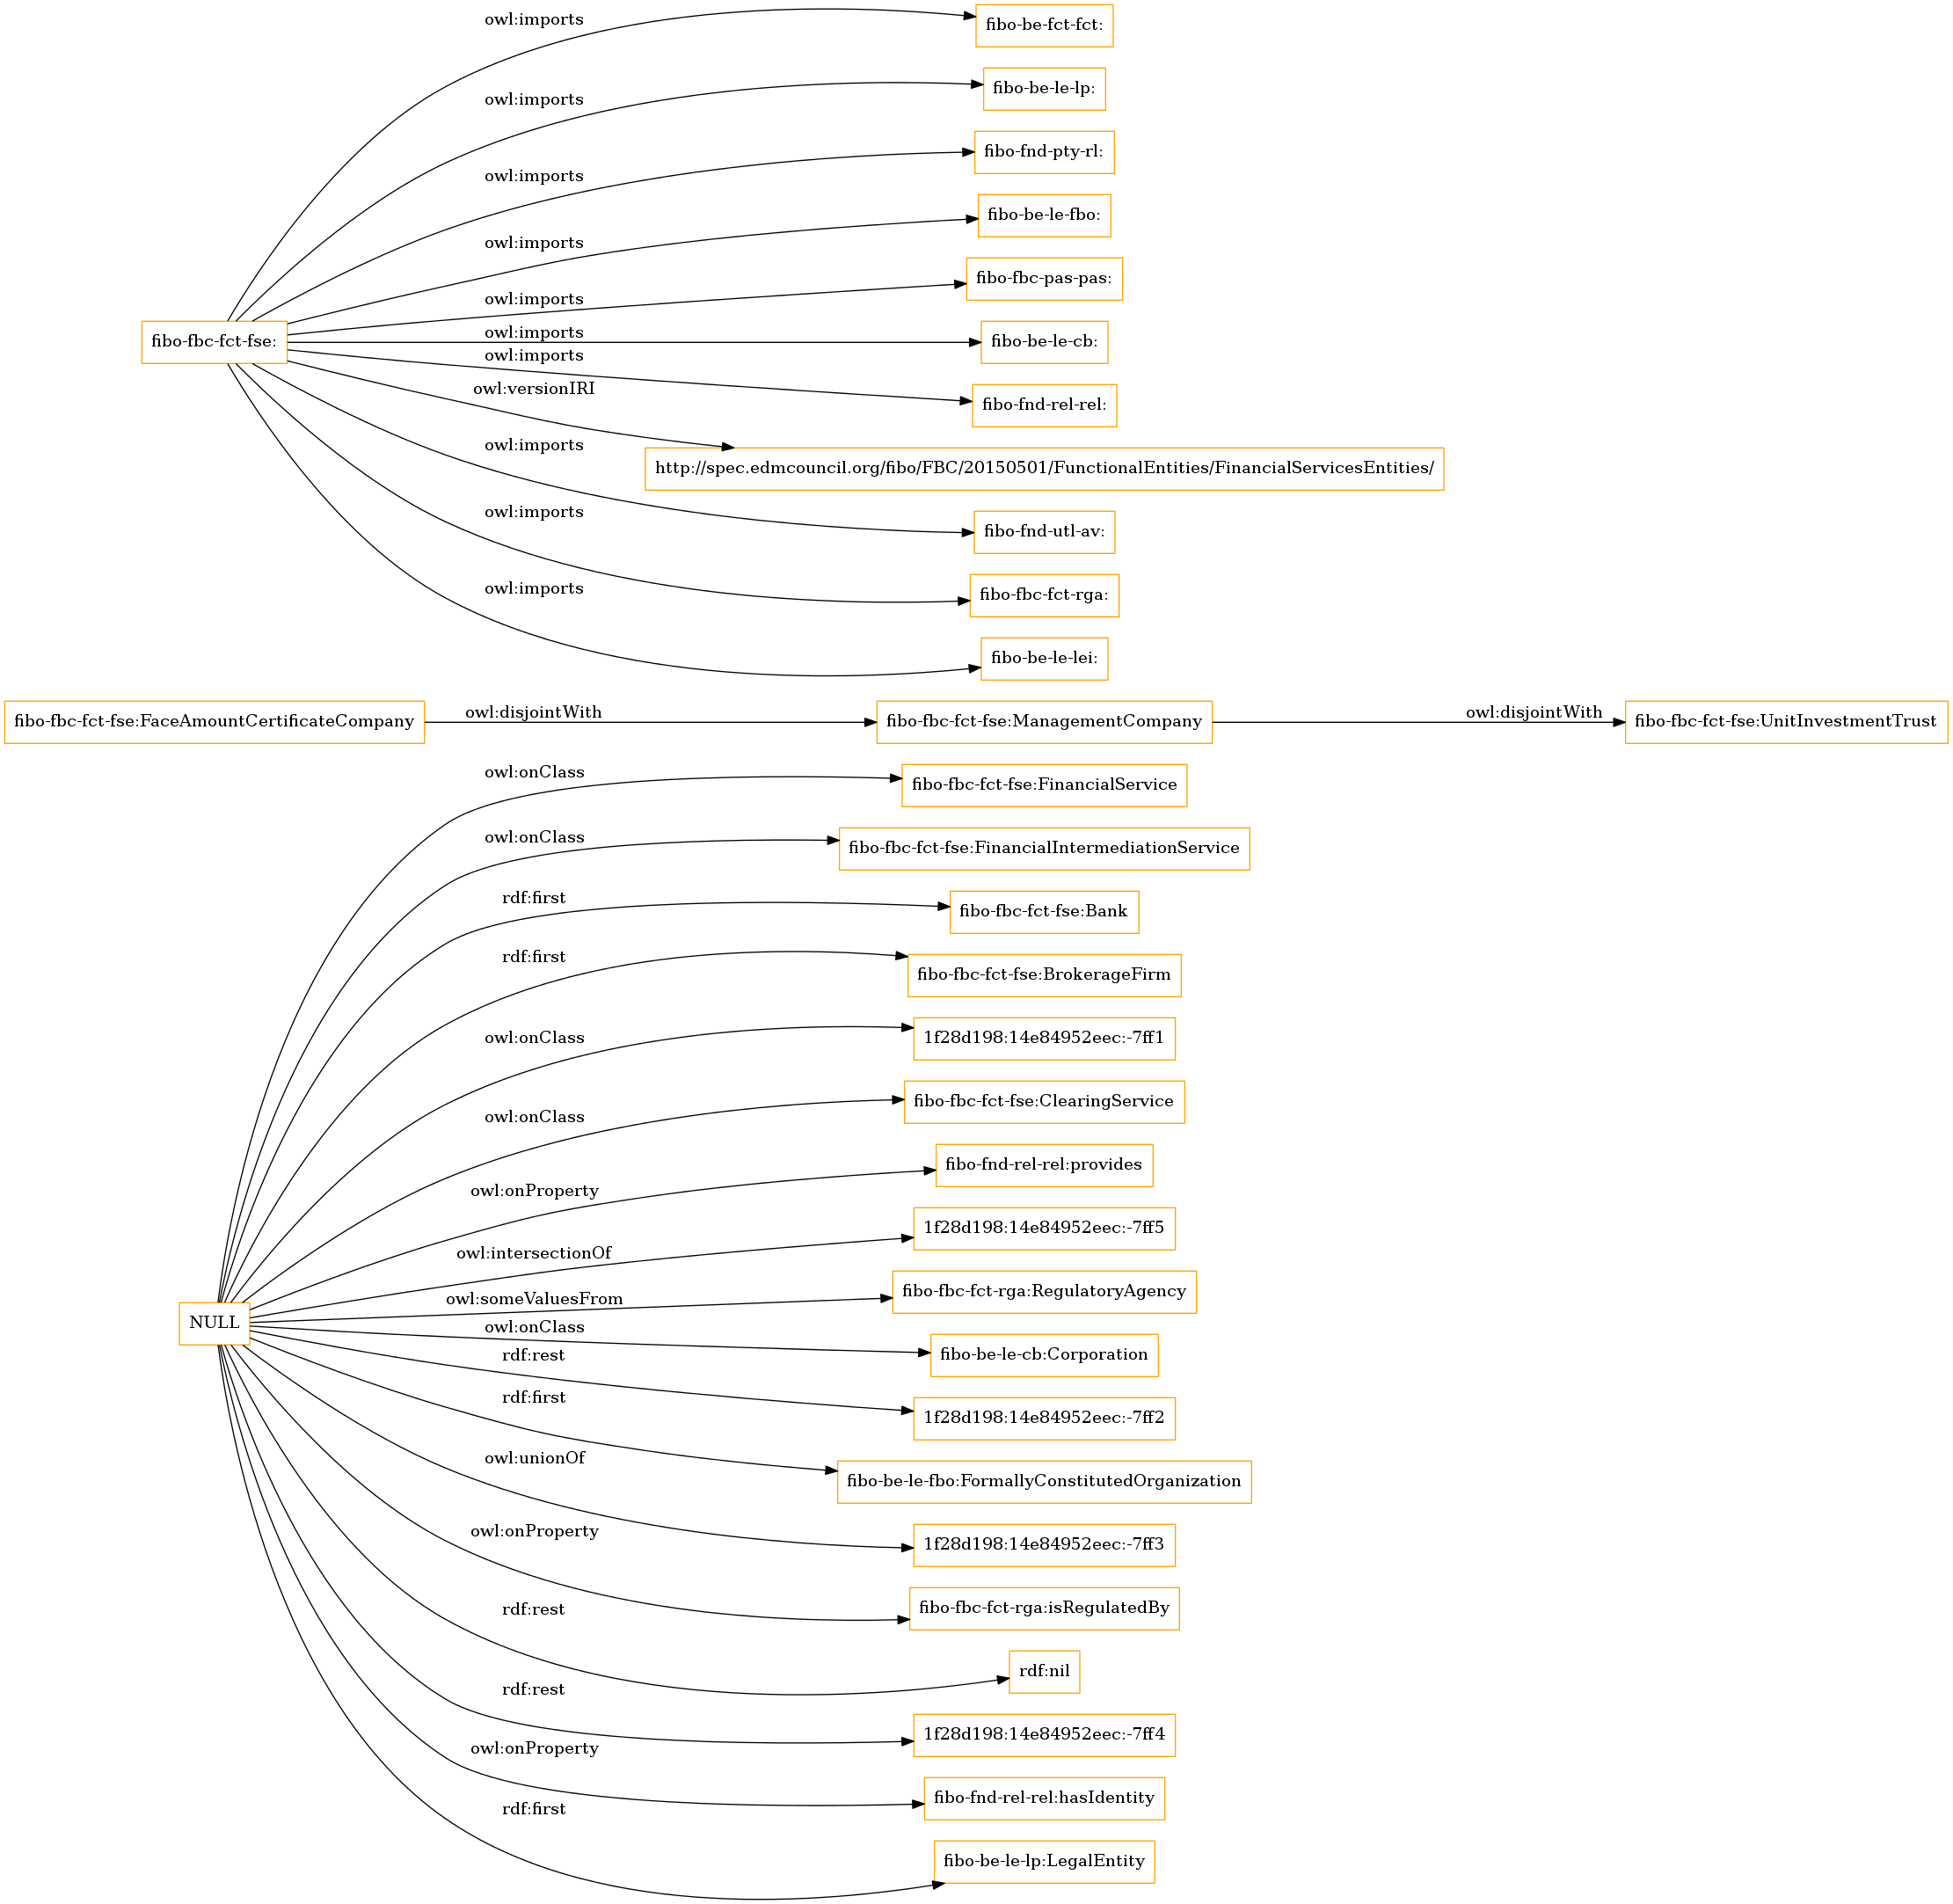 owl:imports
fibo-be-fct-fct:
owl:imports
fibo-be-le-lp:
owl:imports
fibo-fnd-pty-rl:
owl:imports
fibo-be-le-fbo:
owl:imports
fibo-fbc-pas-pas:
fibo-fbc-fct-fse:
owl:imports
fibo-be-le-cb:
owl:imports
fibo-fnd-rel-rel:
owl:versionIRI
http://spec.edmcouncil.org/fibo/FBC/20150501/FunctionalEntities/FinancialServicesEntities/
owl:imports
fibo-fnd-utl-av:
owl:imports
fibo-fbc-fct-rga:
owl:imports
fibo-be-le-lei:
fibo-fbc-fct-fse:FaceAmountCertificateCompany
owl:disjointWith
fibo-fbc-fct-fse:ManagementCompany
owl:disjointWith
fibo-fbc-fct-fse:UnitInvestmentTrust
owl:onClass
fibo-fbc-fct-fse:FinancialService
owl:onClass
fibo-fbc-fct-fse:FinancialIntermediationService
rdf:first
fibo-fbc-fct-fse:Bank
rdf:first
fibo-fbc-fct-fse:BrokerageFirm
owl:onClass
1f28d198:14e84952eec:-7ff1
owl:onClass
fibo-fbc-fct-fse:ClearingService
owl:onProperty
fibo-fnd-rel-rel:provides
owl:intersectionOf
1f28d198:14e84952eec:-7ff5
owl:someValuesFrom
fibo-fbc-fct-rga:RegulatoryAgency
NULL
owl:onClass
fibo-be-le-cb:Corporation
rdf:rest
1f28d198:14e84952eec:-7ff2
rdf:first
fibo-be-le-fbo:FormallyConstitutedOrganization
owl:unionOf
1f28d198:14e84952eec:-7ff3
owl:onProperty
fibo-fbc-fct-rga:isRegulatedBy
rdf:rest
rdf:nil
rdf:rest
1f28d198:14e84952eec:-7ff4
owl:onProperty
fibo-fnd-rel-rel:hasIdentity
rdf:first
fibo-be-le-lp:LegalEntity